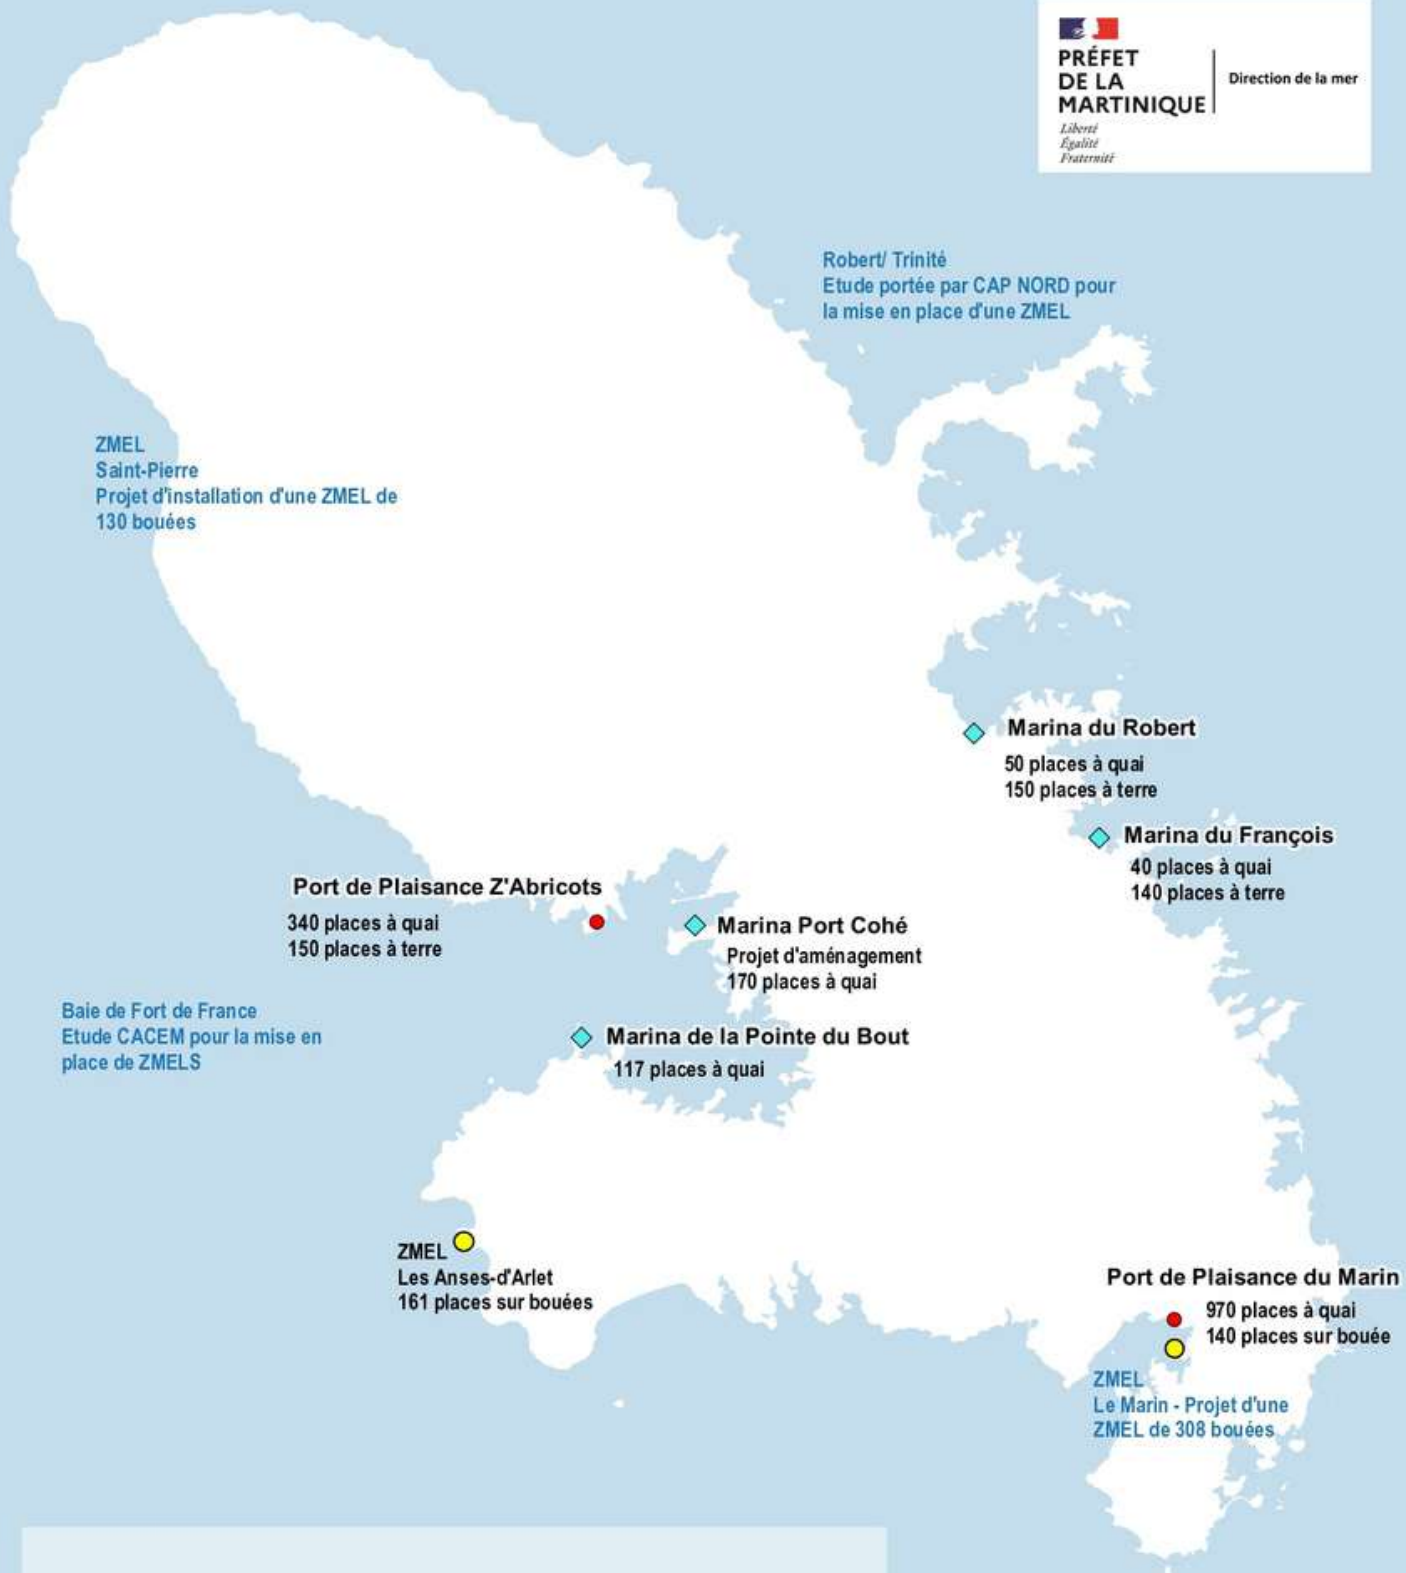 PRÉFET
DE LA
MARTINIQUE
Liberté
Égalité
Fraternité
Direction de la mer
Robert/ Trinité
Etude portée par CAP NORD pour
la mise en place d'une ZMEL
ZMEL
Saint-Pierre
Projet d'installation d'une ZMEL de
130 bouées
Marina du Robert
50 places à quai
150 places à terre
Marina du François
40 places à quai
140 places à terre
Port de Plaisance Z'Abricots
340 places à quai
150 places à terre
Marina Port Cohé
Projet d'aménagement
170 places à quai
Baie de Fort de France
Etude CACEM pour la mise en
place de ZMELS
Marina de la Pointe du Bout
117 places à quai
ZMEL
Les Anses-d'Arlet
161 places sur bouées
Port de Plaisance du Marin
970 places à quai
140 places sur bouée
ZMEL
Le Marin - Projet d'une
ZMEL de 308 bouées